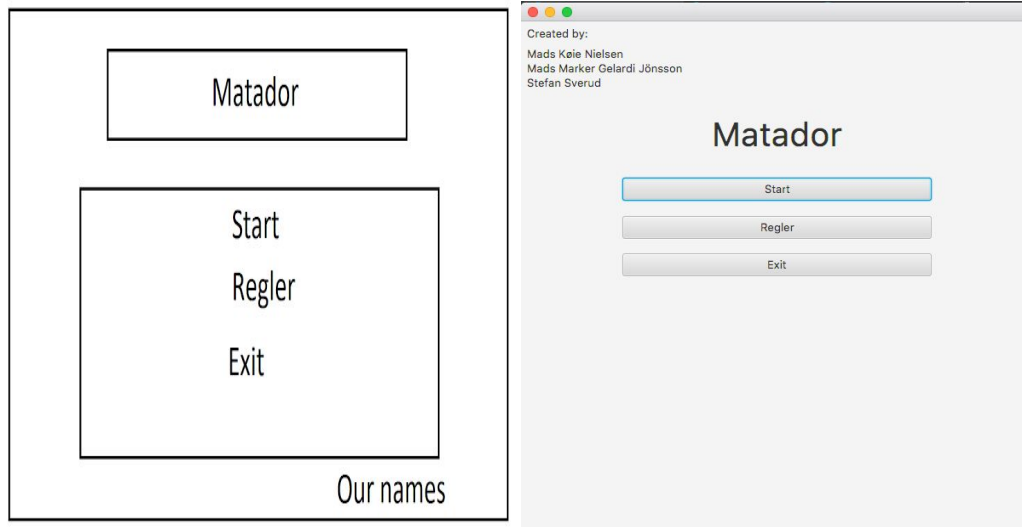 Matador
Start
Regler
Exit
Our names
Created by:
Mads Køie Nielsen
Mads Marker Gelardi Jönsson
Stefan Sverud
Matador
Start
Regler
Exit